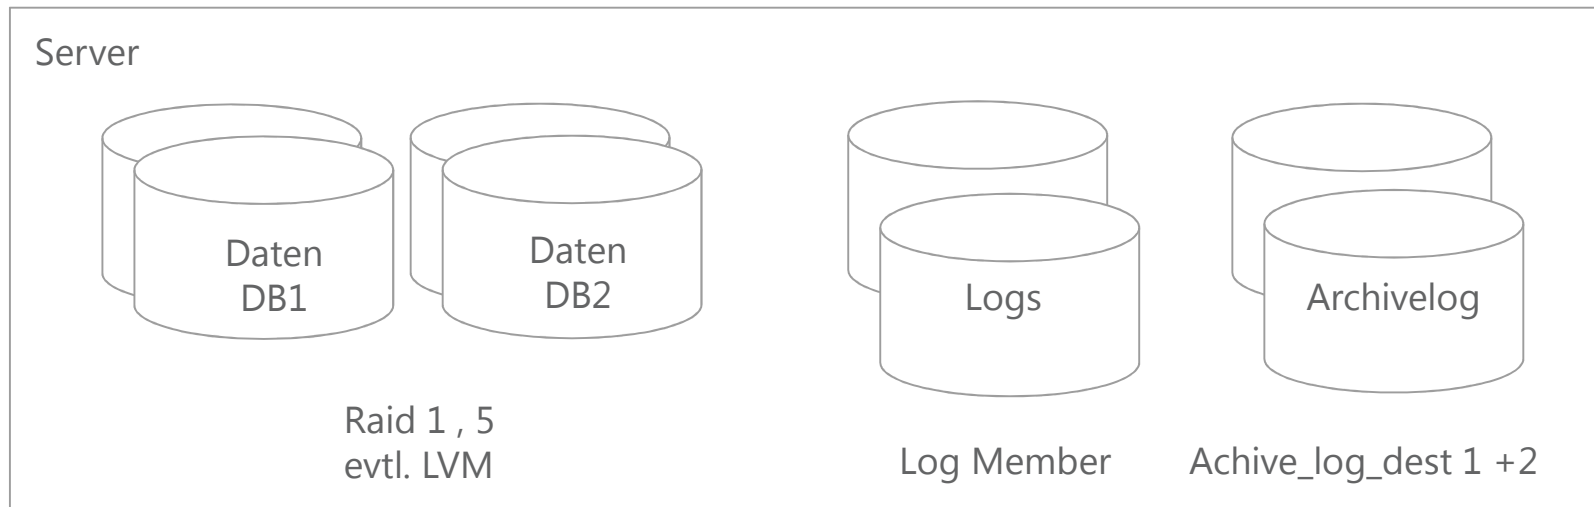 Server
Daten
DB1
Daten
DB2
Logs
Archivelog
Raid 1 , 5
evtl. LVM
Log Member
Achive_log_dest 1 +2